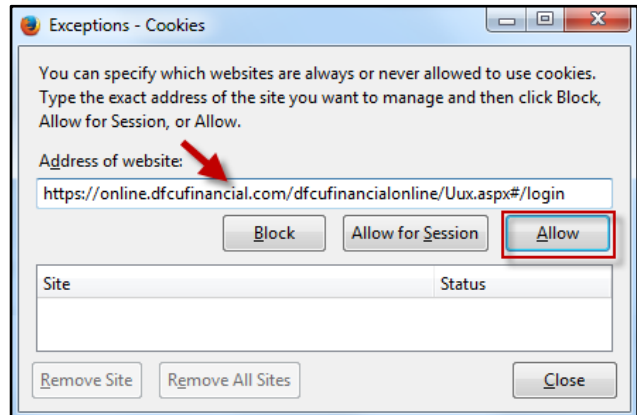 Exceptions - Cookies
You can specify which websites are always or never allowed to use cookies.
Type the exact address of the site you want to manage and then click Block,
Allow for Session, or Allow.
Address of website:
https://online.dfcufinancial.com/dfcufinancialonline/Uux.aspx#/login
Block Allow for Session Allow
Site Status
Remove Site Remove All Sites Close